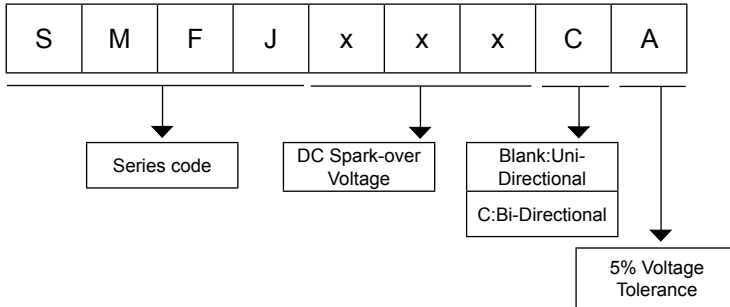 S M F J x x x C A
Series code
DC Spark-over
Voltage
Blank:Uni-
Directional
C:Bi-Directional
5% Voltage
Tolerance